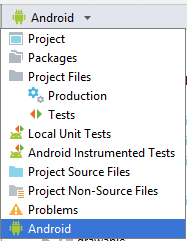 Android
Project
Packages
Project Files
Production
Tests
Local Unit Tests
Android Instrumented Tests
Project Source Files
Project Non-Source Files
Problems
Android